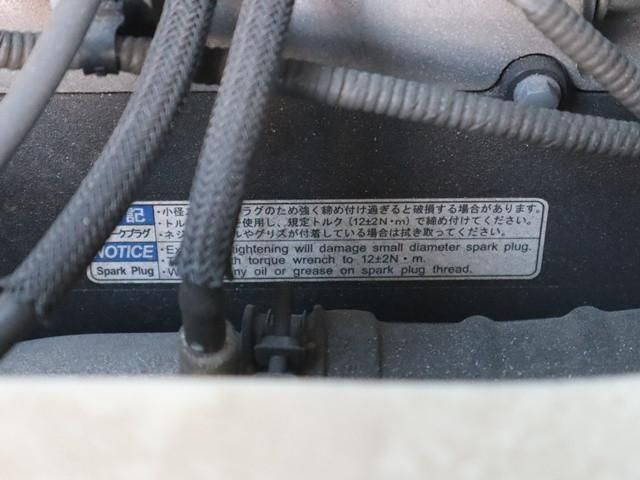 記 ・小径 ラグのため強く締め付け過ぎると破損する場合があります。
・トル 使用し、規定トルク（12±2N・m）で締め付けてください。
ークプラグ ・ネジ しやグリズが付着している場合は拭き取ってください。
NOTICE ・E tightening will damage small diameter spark plug.
th torque wrench to 12±2N・m.
Spark Plug ・W ny oil or grease on spark plug thread.